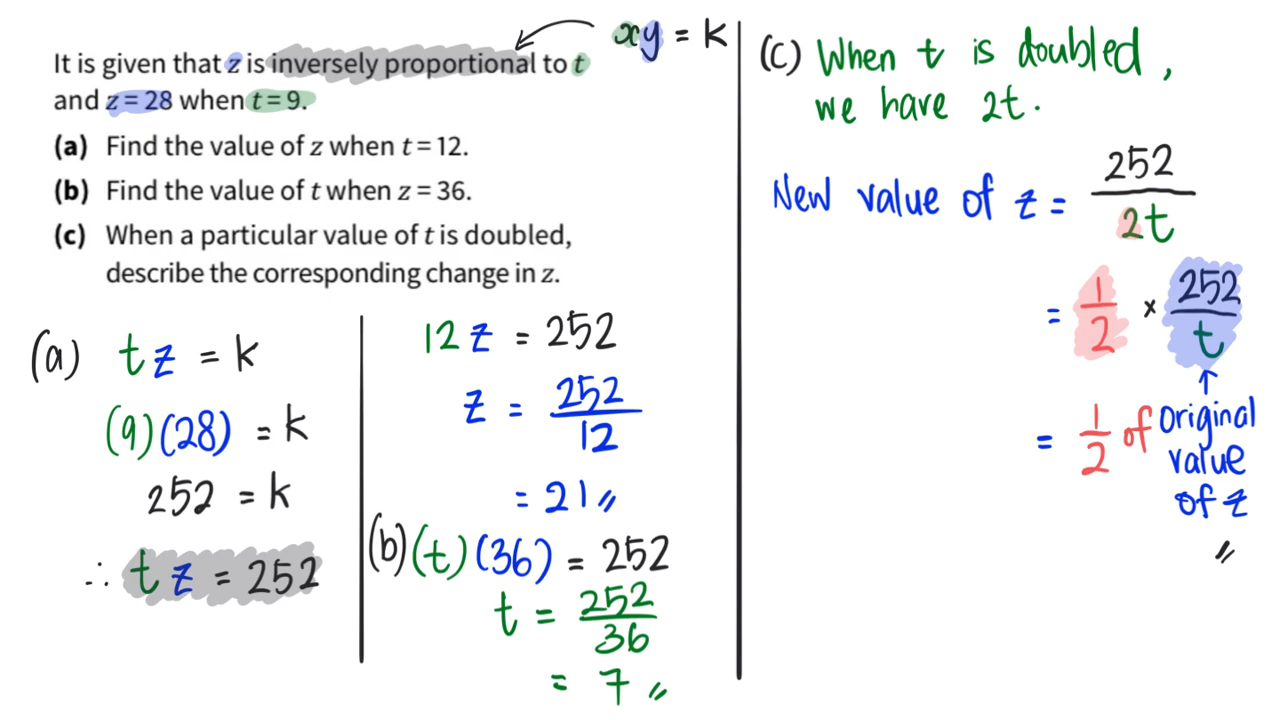 It is given that z is inversely proportional to t
and z = 28 when t = 9.
xy = k
(a) Find the value of z when t = 12.
(b) Find the value of t when z = 36.
(c) When a particular value of t is doubled,
describe the corresponding change in z.
(a) tz = k
(9)(28) = k
252 = k
∴ tz = 252
12z = 252
z = 252/12
= 21 //
(b) (t)(36) = 252
t = 252/36
= 7 //
(c) When t is doubled,
we have 2t.
New value of z = 252/2t
= 1/2 × 252/t
↑
= 1/2 of original
value
of z
//